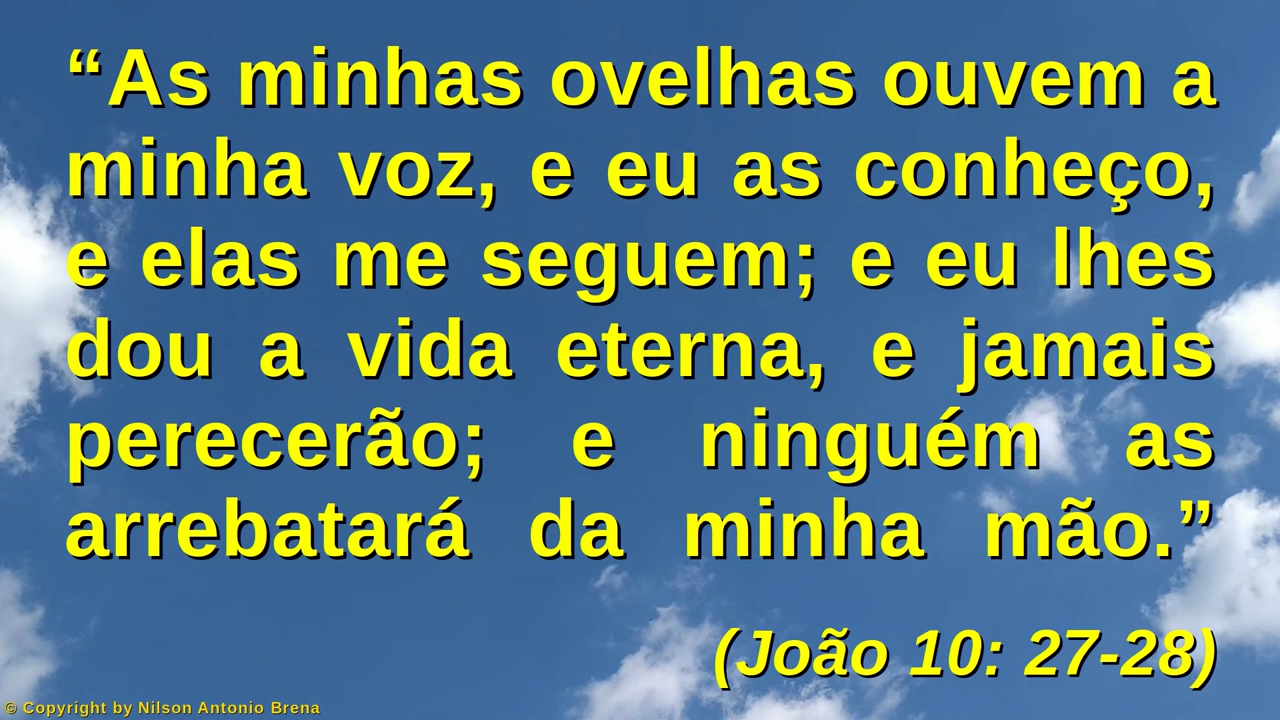 “As minhas ovelhas ouvem a
minha voz, e eu as conheço,
e elas me seguem; e eu lhes
dou a vida eterna, e jamais
perecerão; e ninguém as
arrebatará da minha mão.”
(João 10: 27-28)
© Copyright by Nilson Antonio Brena